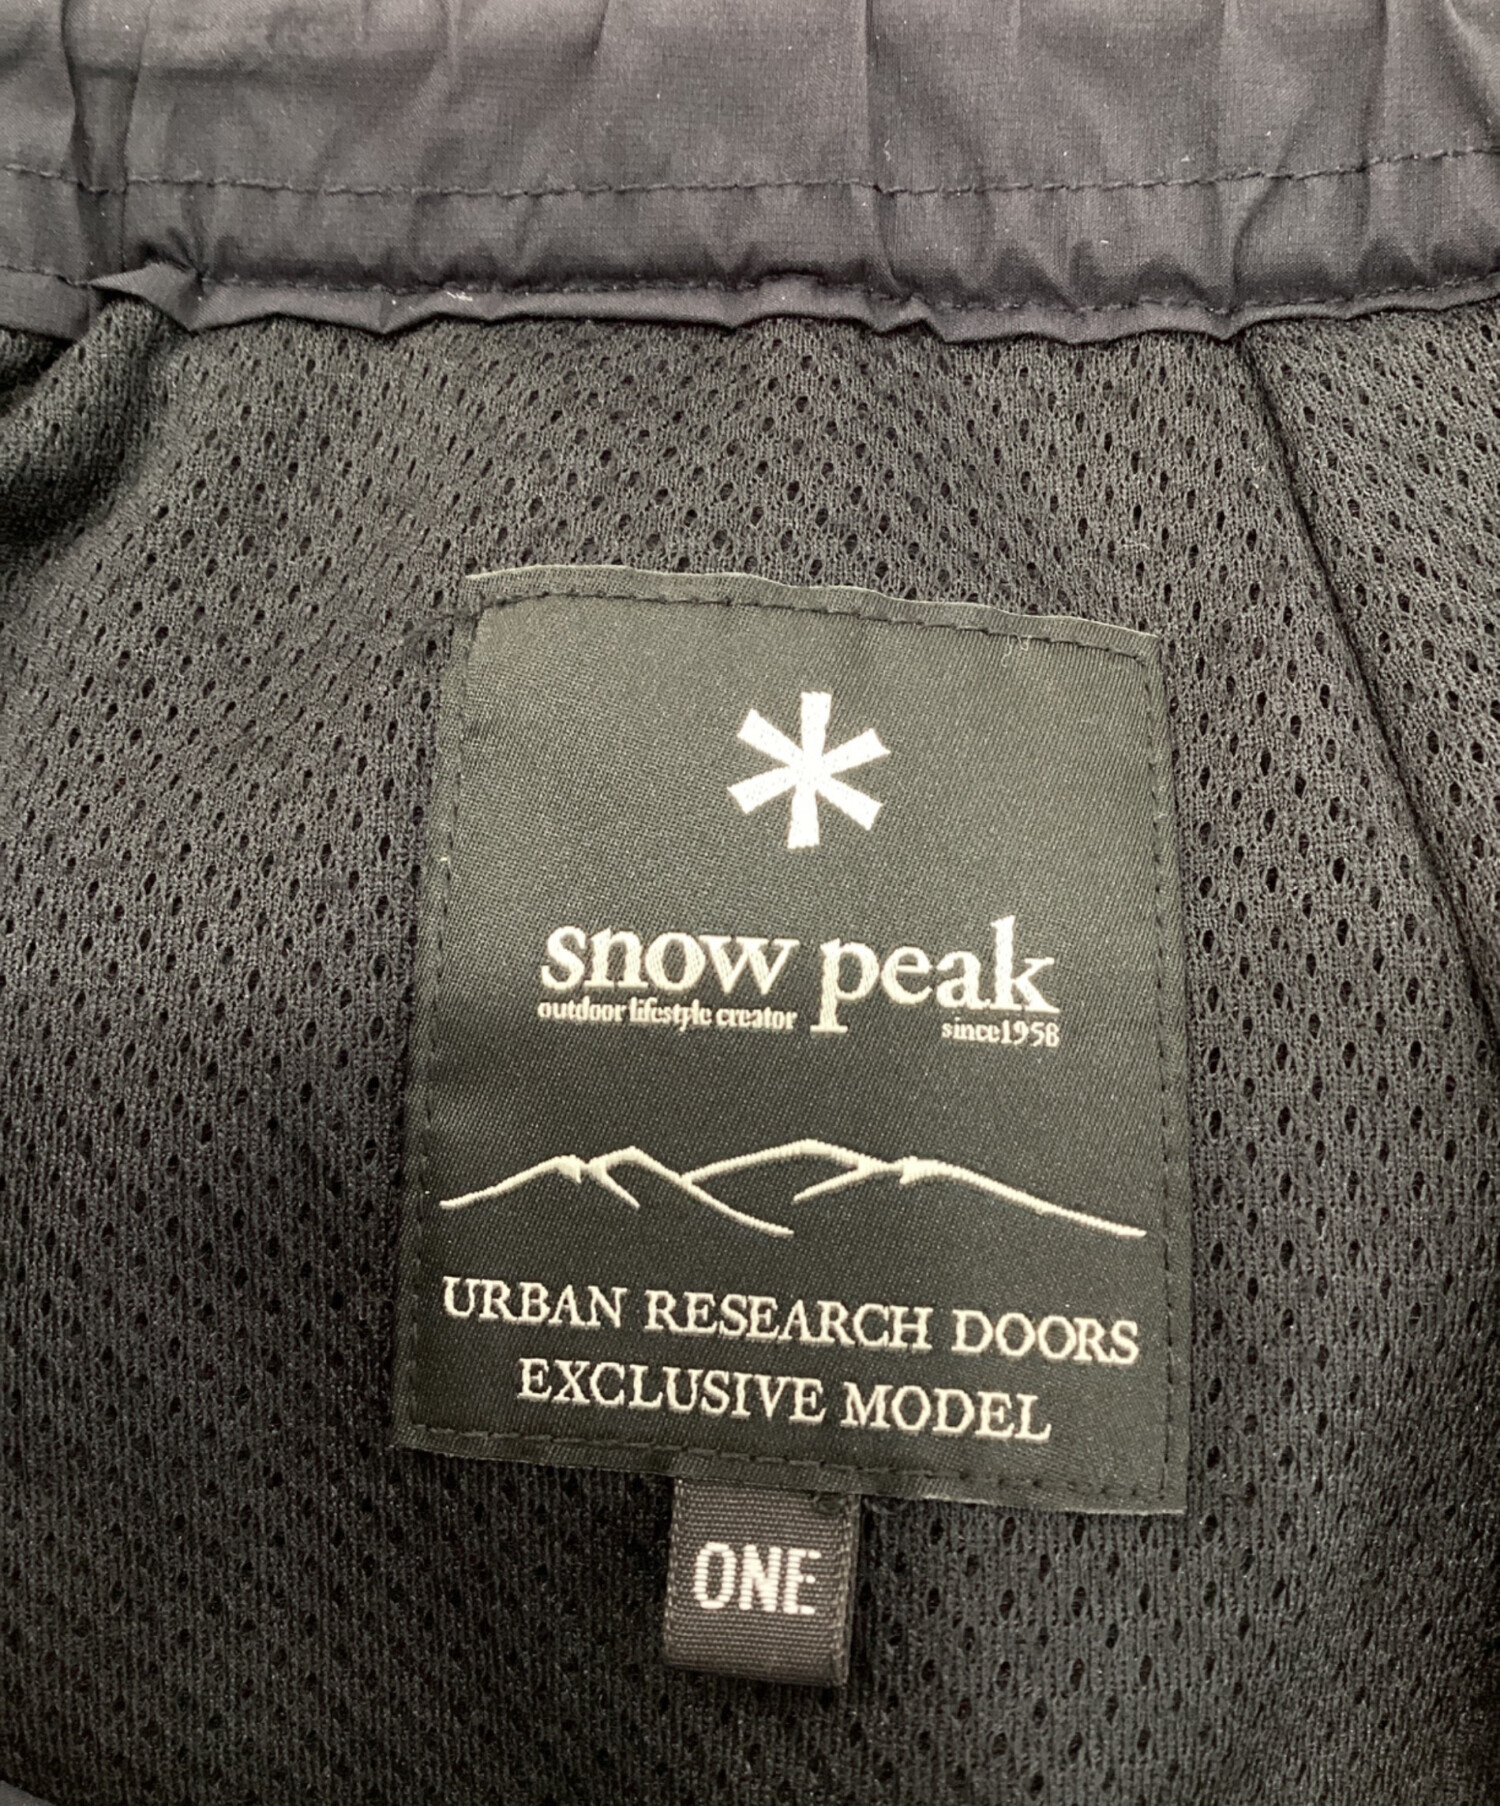 snow peak
outdoor lifestyle creator
since1958
URBAN RESEARCH DOORS
EXCLUSIVE MODEL
ONE